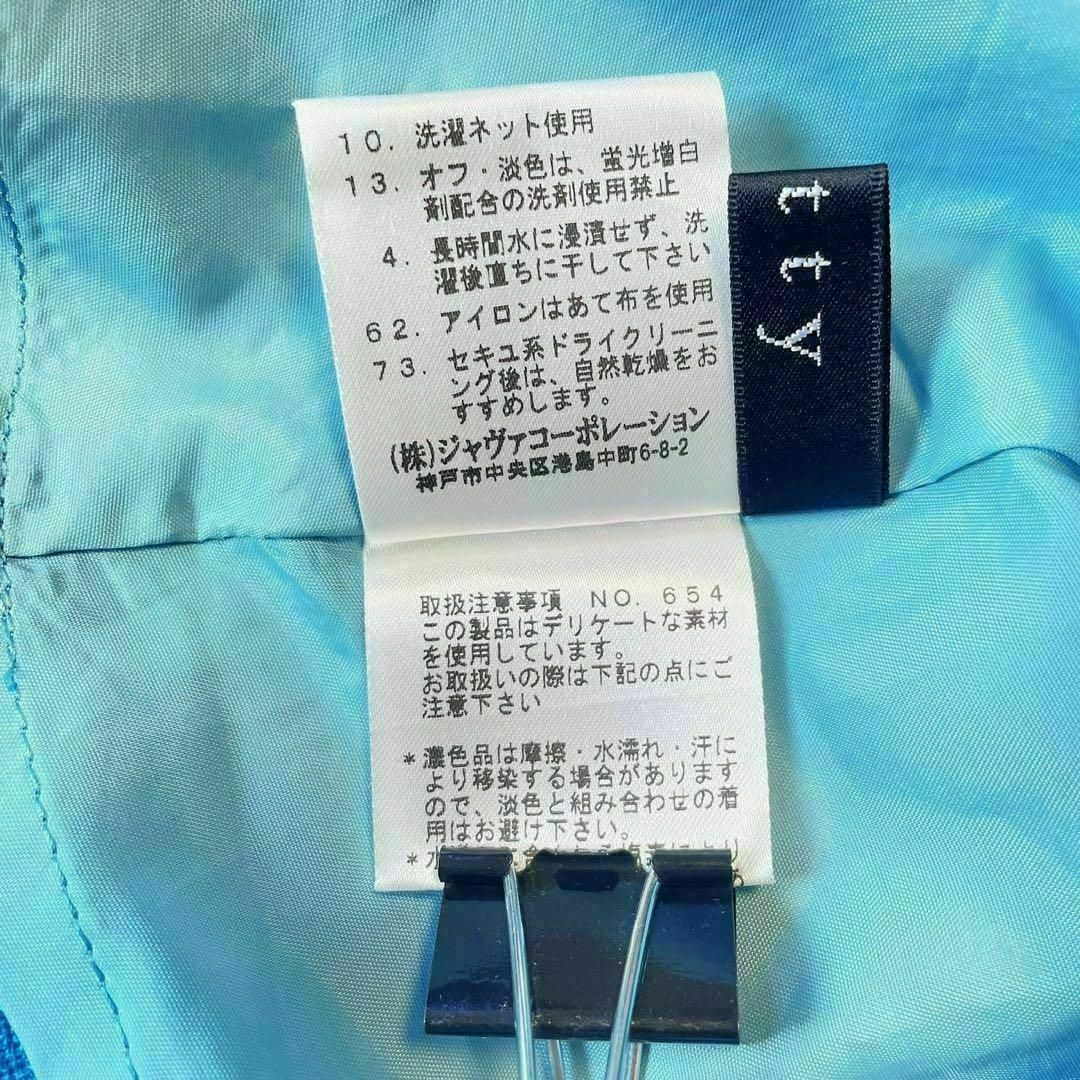 10. 洗濯ネット使用
13. オフ・淡色は、蛍光増白
剤配合の洗剤使用禁止
4. 長時間水に浸漬せず、洗
濯後直ちに干して下さい
62. アイロンはあて布を使用
73. セキユ系ドライクリーニ
ング後は、自然乾燥をお
すすめします。
(株)ジャヴァコーポレーション
神戸市中央区港島中町6-8-2
tty
取扱注意事項 NO. 654
この製品はデリケートな素材
を使用しています。
お取扱いの際は下記の点にご
注意下さい
*濃色品は摩擦・水濡れ・汗に
より移染する場合があります
ので、淡色と組み合わせの着
用はお避け下さい。
*水